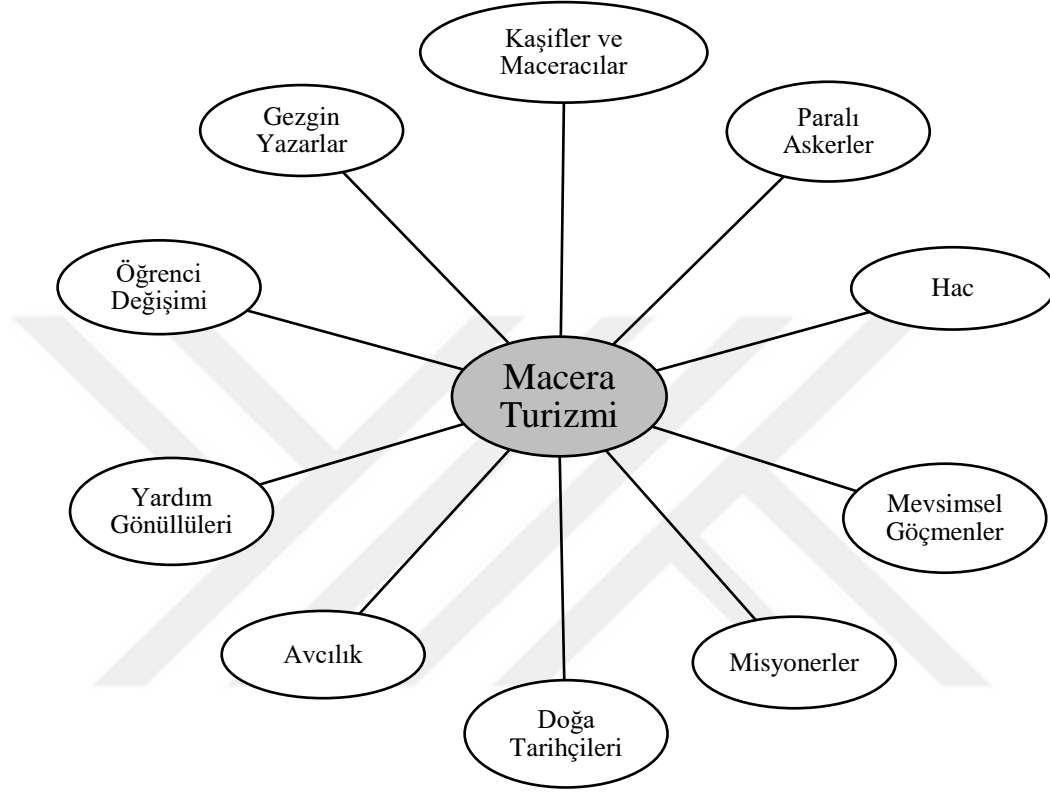 Kaşifler ve
Maceracılar
Gezgin
Yazarlar
Paralı
Askerler
Öğrenci
Değişimi
Hac
Macera
Turizmi
Yardım
Gönüllüleri
Mevsimsel
Göçmenler
Avcılık
Misyonerler
Doğa
Tarihçileri